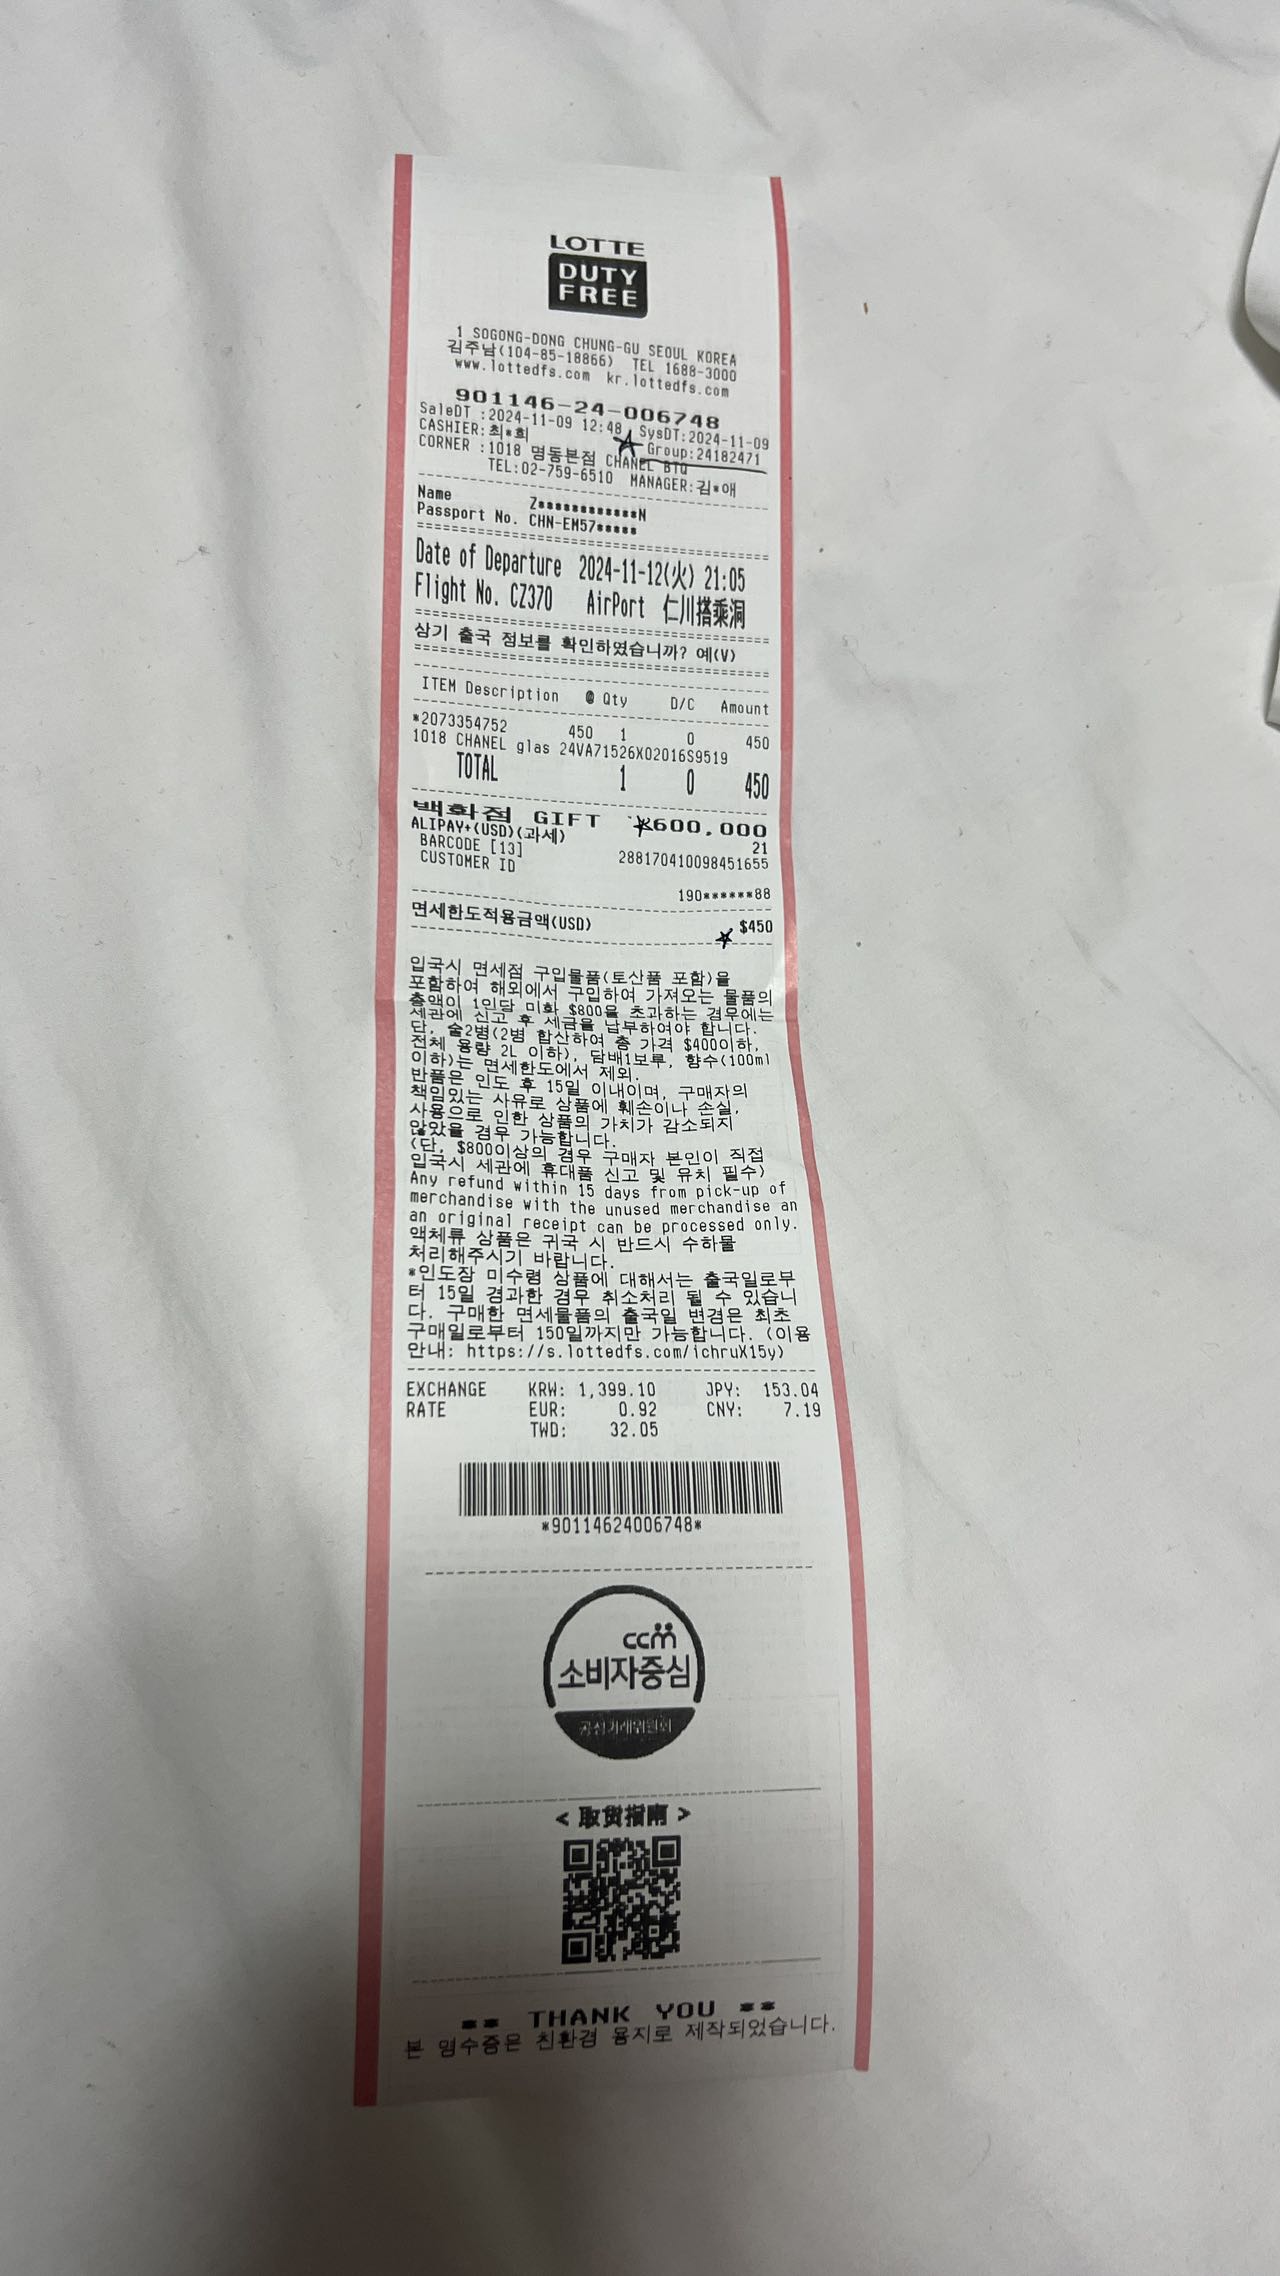 LOTTE
DUTY
FREE
1 SOGONG-DONG CHUNG-GU SEOUL KOREA
김주남(104-85-18866) TEL 1688-3000
www.lottedfs.com kr.lottedfs.com
901146-24-006748
SaleDT :2024-11-09 12:48 SysDT:2024-11-09
CASHIER:최*희 Group:24182471
CORNER :1018 명동본점 CHANEL BTQ
TEL:02-759-6510 MANAGER:김*애
Name Z************N
Passport No. CHN-EM57*****
Date of Departure 2024-11-12(火) 21:05
Flight No. CZ370 AirPort 仁川搭乘洞
상기 출국 정보를 확인하였습니까? 예(V)
ITEM Description @ Qty D/C Amount
*2073354752 450 1 0 450
1018 CHANEL glas 24VA71526X02016S9519
TOTAL 1 0 450
백화점 GIFT 600,000
ALIPAY+(USD)(과세) 21
BARCODE [13] 288170410098451655
CUSTOMER ID
190******88
면세한도적용금액(USD) $450
입국시 면세점 구입물품(토산품 포함)을
포함하여 해외에서 구입하여 가져오는 물품의
총액이 1인당 미화 $800을 초과하는 경우에는
세관에 신고 후 세금을 납부하여야 합니다.
단, 술2병(2병 합산하여 총 가격 $400이하,
전체 용량 2L 이하), 담배1보루, 향수(100ml
이하)는 면세한도에서 제외.
반품은 인도 후 15일 이내이며, 구매자의
책임있는 사유로 상품에 훼손이나 손실,
사용으로 인한 상품의 가치가 감소되지
않았을 경우 가능합니다.
(단, $800이상의 경우 구매자 본인이 직접
입국시 세관에 휴대품 신고 및 유치 필수)
Any refund within 15 days from pick-up of
merchandise with the unused merchandise an
an original receipt can be processed only.
액체류 상품은 귀국 시 반드시 수하물
처리해주시기 바랍니다.
*인도장 미수령 상품에 대해서는 출국일로부
터 15일 경과한 경우 취소처리 될 수 있습니
다. 구매한 면세물품의 출국일 변경은 최초
구매일로부터 150일까지만 가능합니다. (이용
안내: https://s.lottedfs.com/ichruX15y)
EXCHANGE KRW: 1,399.10 JPY: 153.04
RATE EUR: 0.92 CNY: 7.19
TWD: 32.05
*90114624006748*
ccm
소비자중심
공정거래위원회
< 取货指南 >
** THANK YOU **
본 영수증은 친환경 용지로 제작되었습니다.